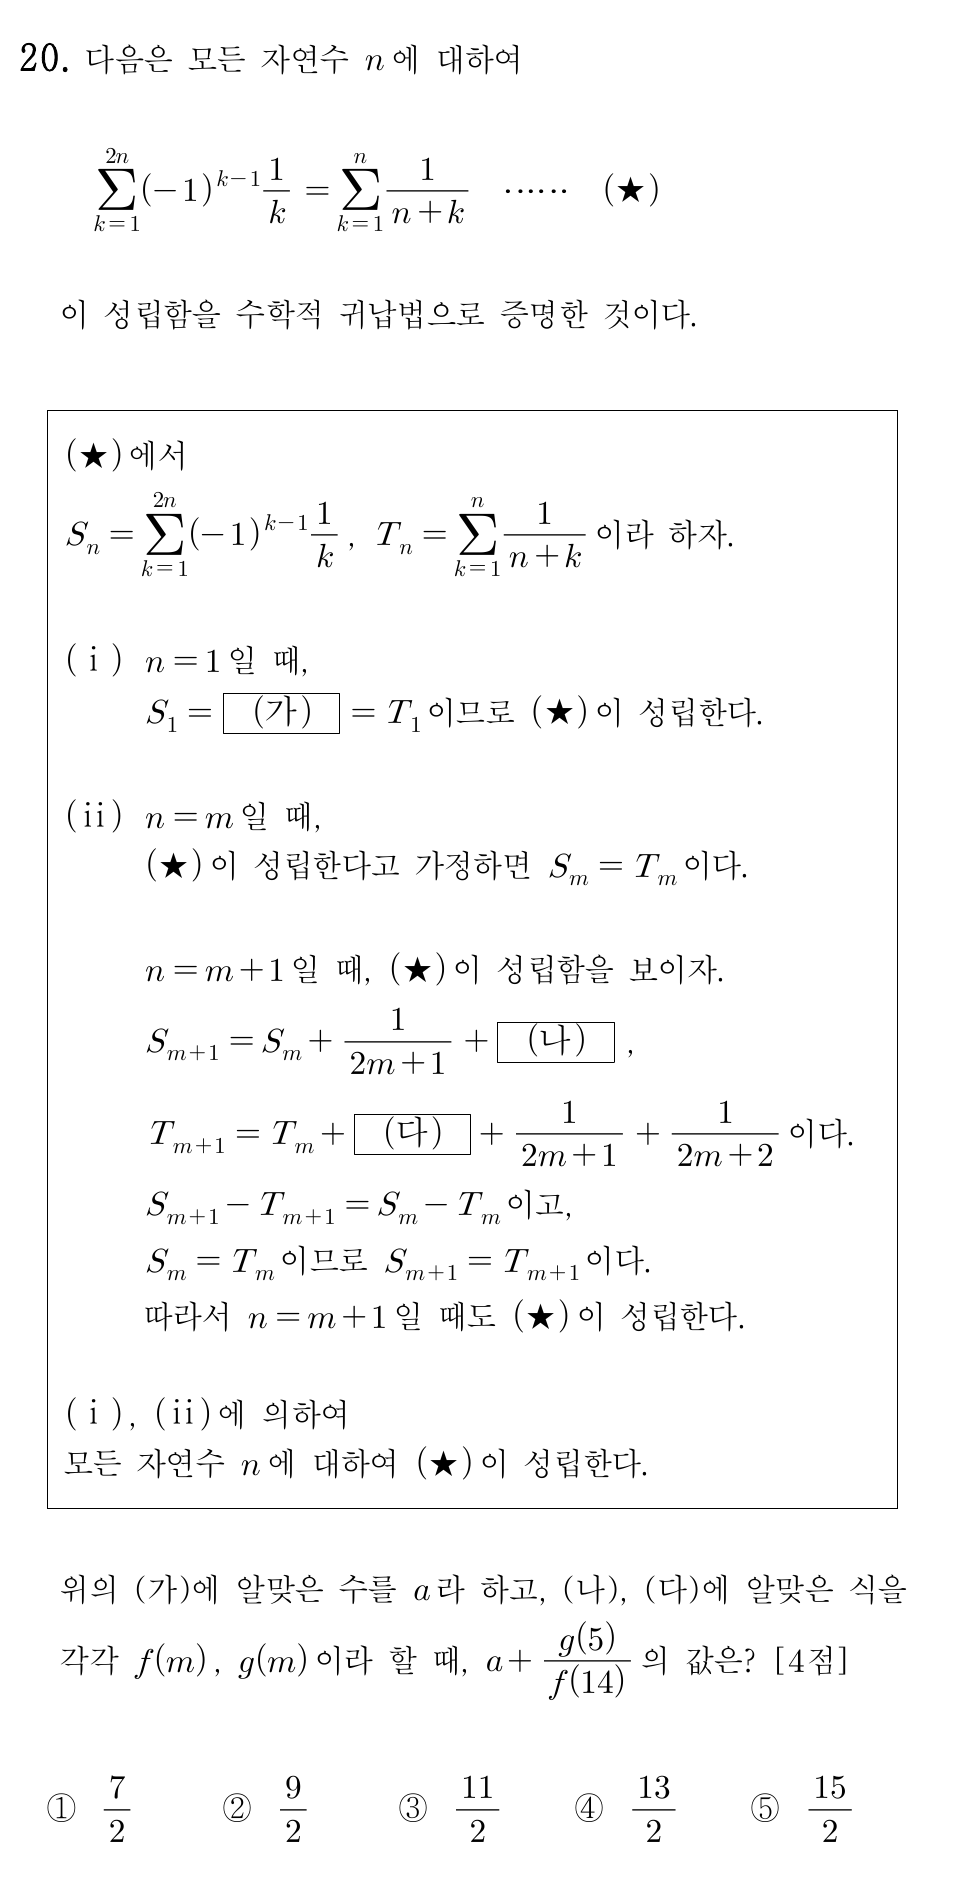 20. 다음은 모든 자연수 n에 대하여
$\sum_{k=1}^{2n}(-1)^{k-1}\frac{1}{k} = \sum_{k=1}^{n}\frac{1}{n+k}$ ⋯⋯ (★)
이 성립함을 수학적 귀납법으로 증명한 것이다.
(★)에서
$S_n = \sum_{k=1}^{2n}(-1)^{k-1}\frac{1}{k}$, $T_n = \sum_{k=1}^{n}\frac{1}{n+k}$이라 하자.
(ⅰ) n=1일 때,
$S_1$ = (가) = $T_1$이므로 (★)이 성립한다.
(ⅱ) n=m일 때,
(★)이 성립한다고 가정하면 $S_m = T_m$이다.
n=m+1일 때, (★)이 성립함을 보이자.
$S_{m+1} = S_m + \frac{1}{2m+1}$ + (나) ,
$T_{m+1} = T_m$ + (다) + $\frac{1}{2m+1} + \frac{1}{2m+2}$이다.
$S_{m+1} - T_{m+1} = S_m - T_m$이고,
$S_m = T_m$이므로 $S_{m+1} = T_{m+1}$이다.
따라서 n=m+1일 때도 (★)이 성립한다.
(ⅰ), (ⅱ)에 의하여
모든 자연수 n에 대하여 (★)이 성립한다.
위의 (가)에 알맞은 수를 a라 하고, (나), (다)에 알맞은 식을
각각 f(m), g(m)이라 할 때, $a + \frac{g(5)}{f(14)}$의 값은? [4점]
① $\frac{7}{2}$ ② $\frac{9}{2}$ ③ $\frac{11}{2}$ ④ $\frac{13}{2}$ ⑤ $\frac{15}{2}$